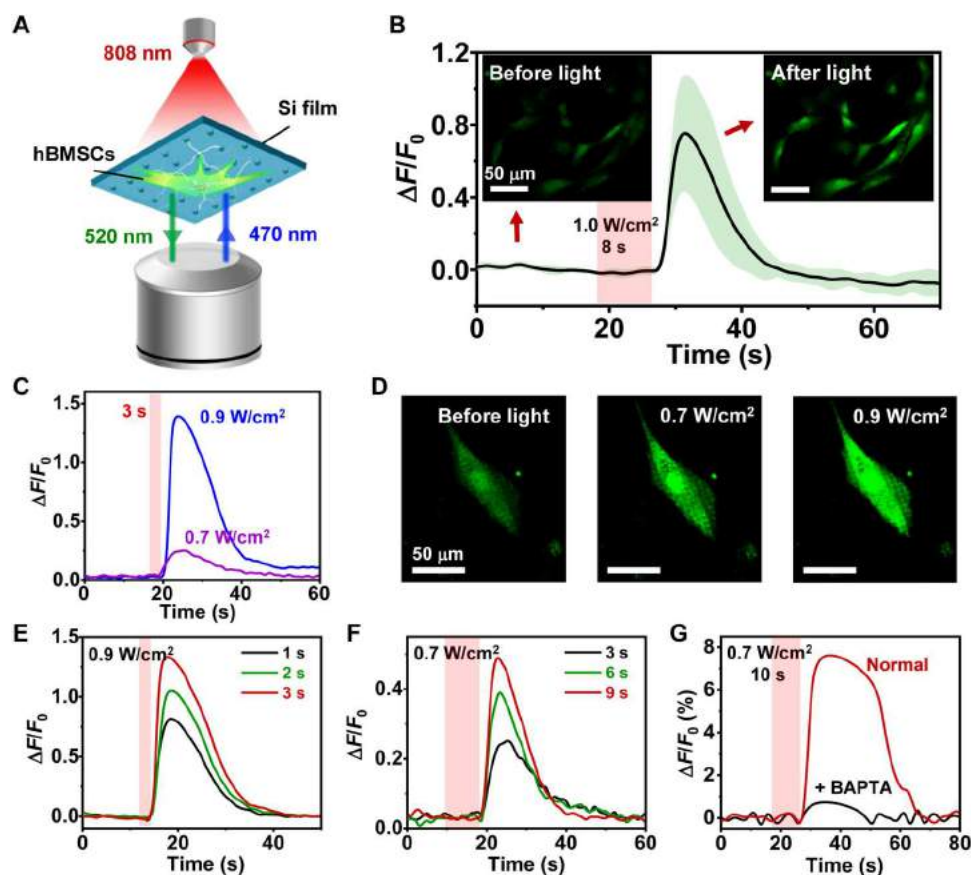 A
808 nm
Si film
hBMSCs
520 nm
470 nm
B
1.2
0.8
0.4
0.0
ΔF/F0
Before light
50 μm
After light
1.0 W/cm²
8 s
0
20
40
60
Time (s)
C
1.5
1.0
0.5
0.0
ΔF/F0
3 s
0.9 W/cm²
0.7 W/cm²
0
20
40
60
Time (s)
D
Before light
50 μm
0.7 W/cm²
0.9 W/cm²
E
1.5
1.0
0.5
0.0
ΔF/F0
0.9 W/cm²
1 s
2 s
3 s
0
20
40
Time (s)
F
0.4
0.2
0.0
ΔF/F0
0.7 W/cm²
3 s
6 s
9 s
0
20
40
60
Time (s)
G
8
6
4
2
0
ΔF/F0 (%)
0.7 W/cm²
10 s
Normal
+ BAPTA
0
20
40
60
80
Time (s)